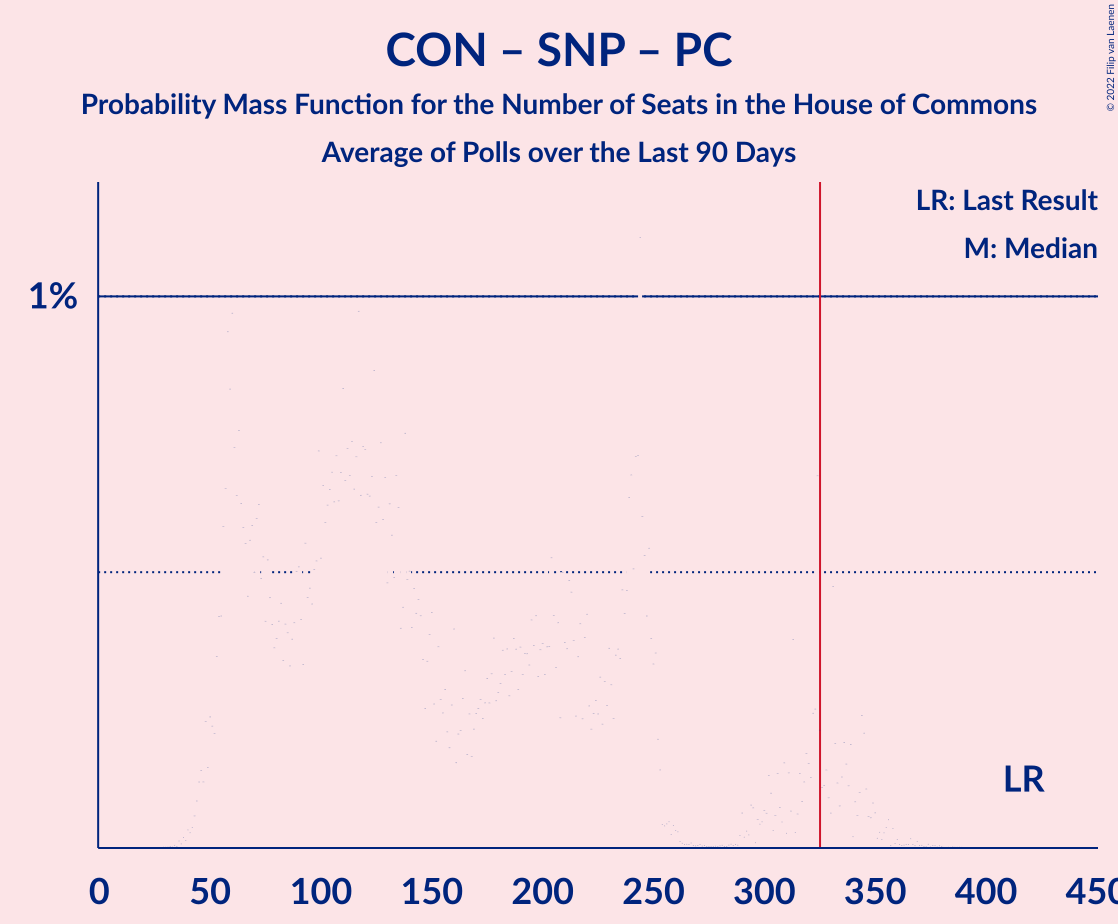 CON – SNP – PC
Probability Mass Function for the Number of Seats in the House of Commons
Average of Polls over the Last 90 Days
© 2022 Filip van Laenen
LR: Last Result
M: Median
1%
LR
0 50 100 150 200 250 300 350 400 450